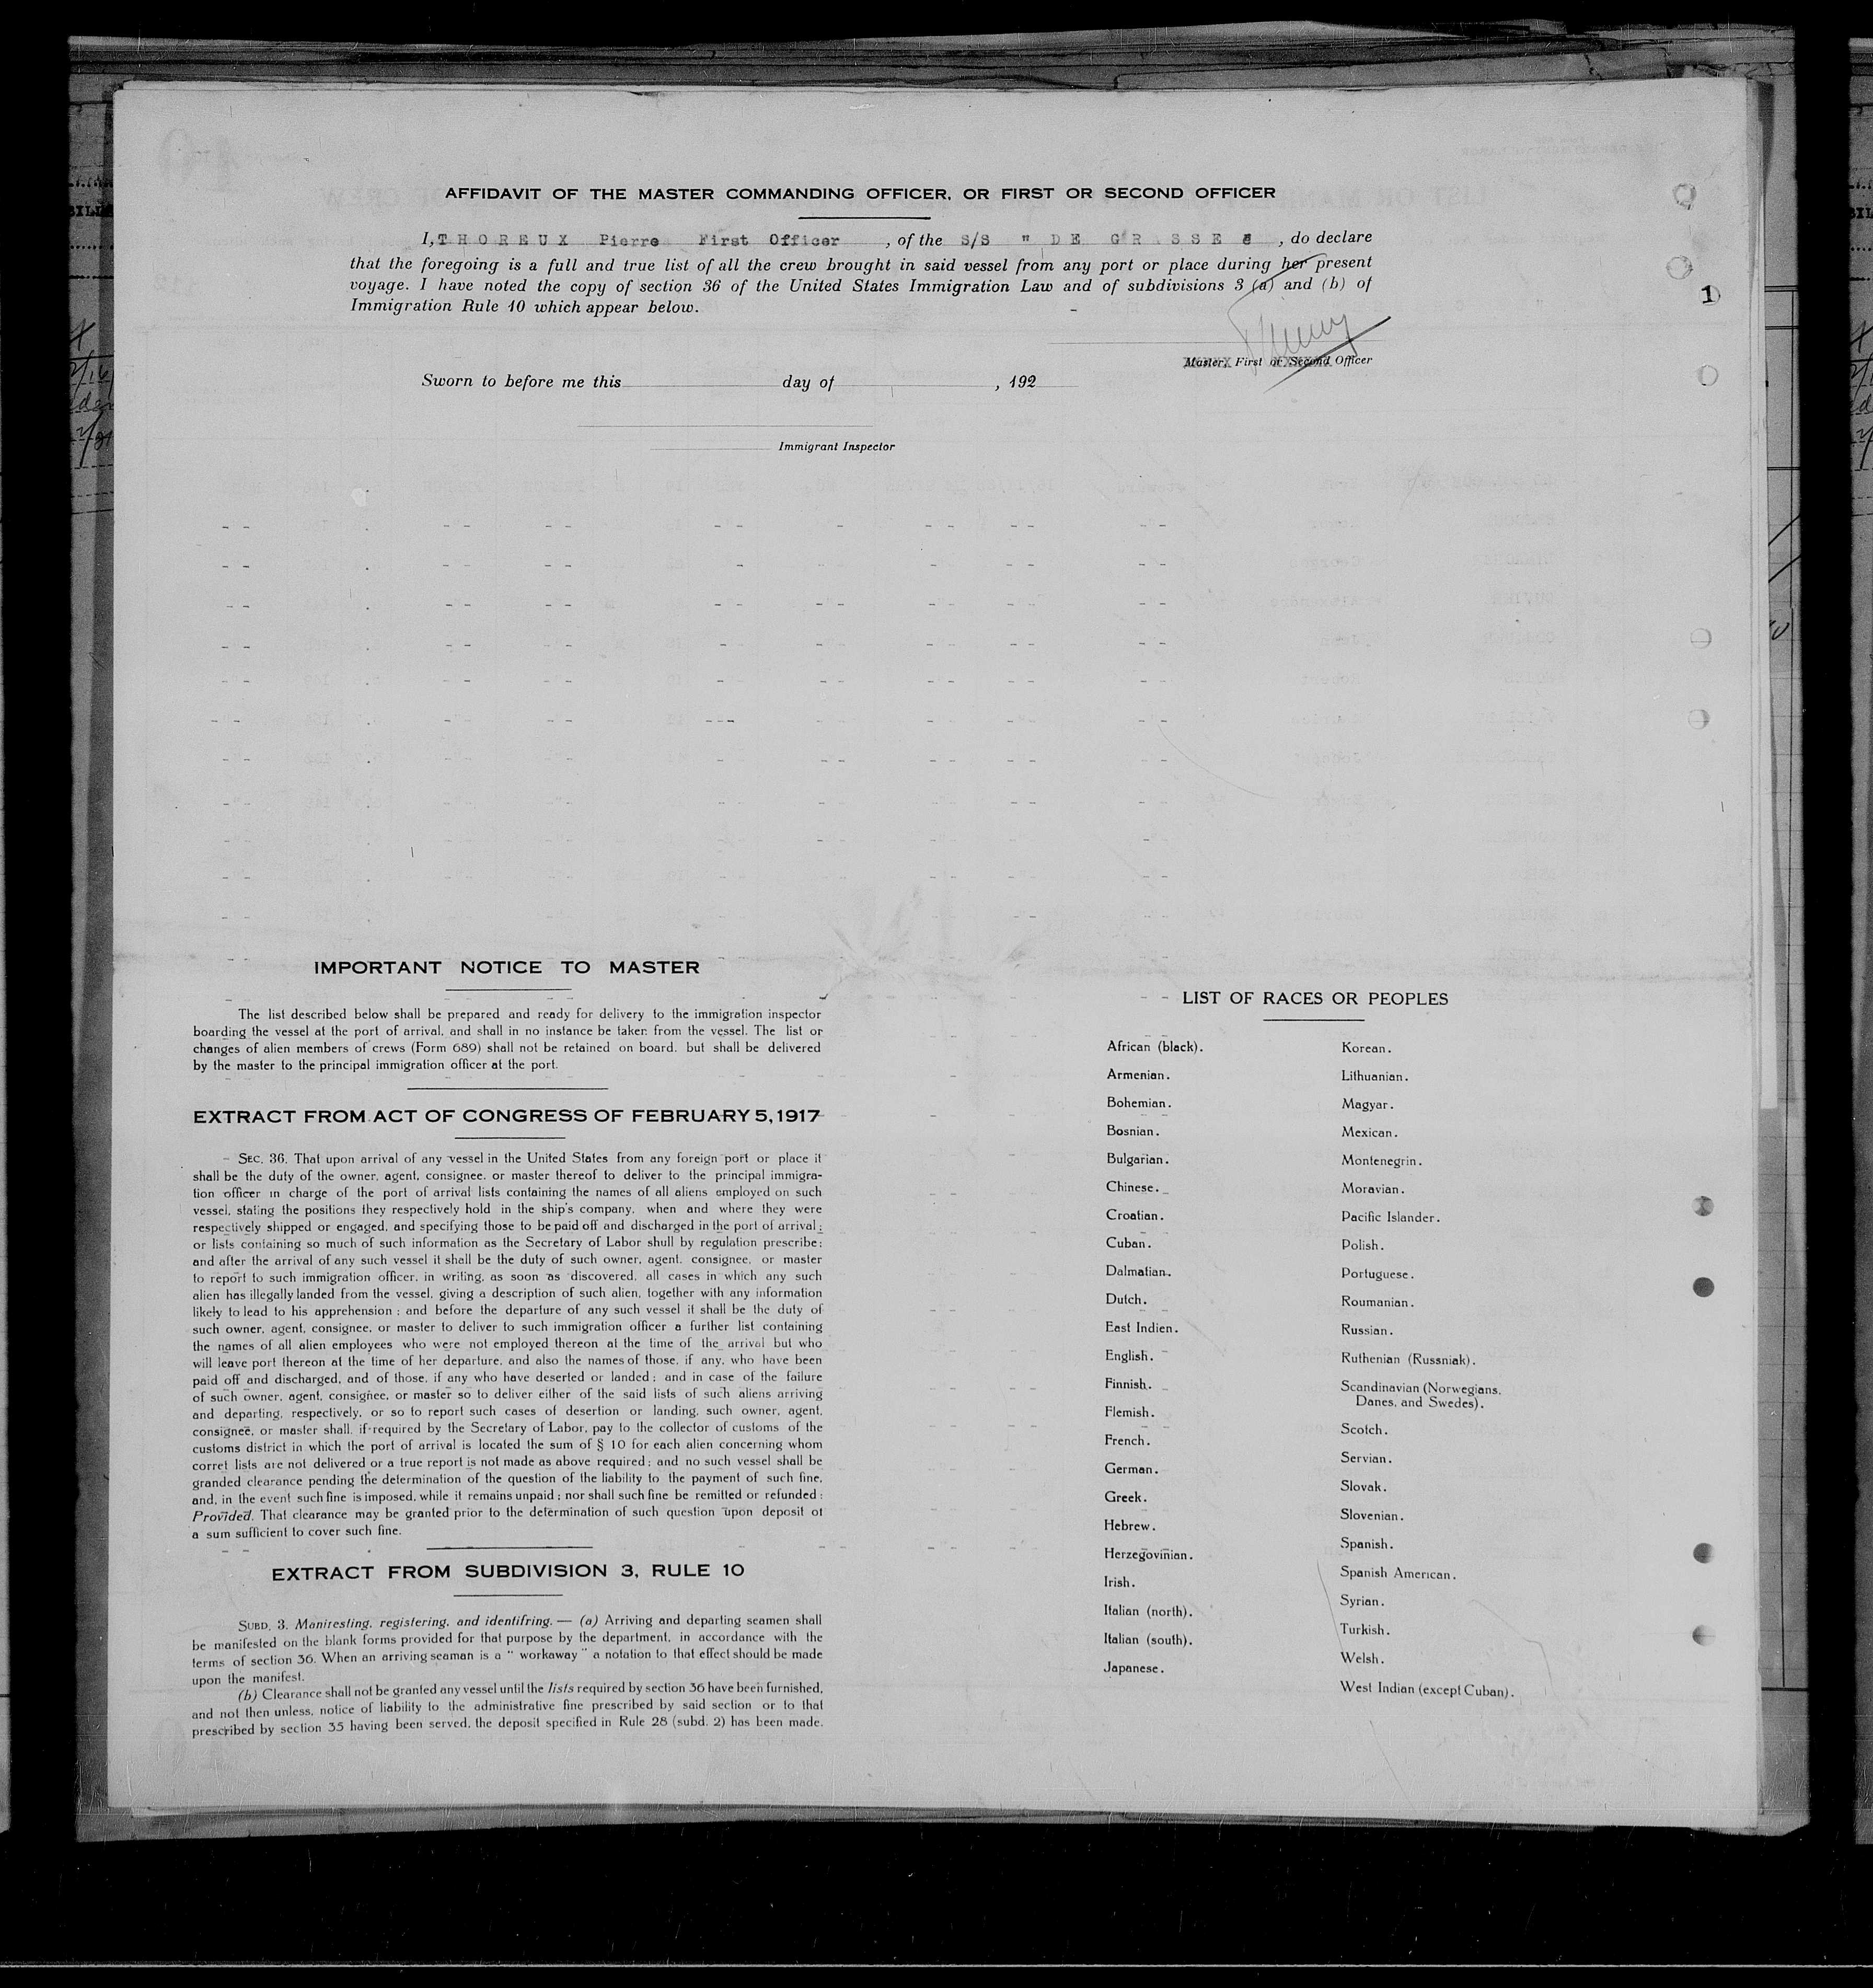 AFFIDAVIT OF THE MASTER COMMANDING OFFICER, OR FIRST OR SECOND OFFICER
I, THOREUX Pierre First Officer , of the S/S " DE GRASSE " , do declare
that the foregoing is a full and true list of all the crew brought in said vessel from any port or place during her present
voyage. I have noted the copy of section 36 of the United States Immigration Law and of subdivisions 3 (a) and (b) of
Immigration Rule 10 which appear below.
1
Master, First or Second Officer
Sworn to before me this day of , 192
Immigrant Inspector
IMPORTANT NOTICE TO MASTER
The list described below shall be prepared and ready for delivery to the immigration inspector
boarding the vessel at the port of arrival, and shall in no instance be taken from the vessel. The list or
changes of alien members of crews (Form 689) shall not be retained on board. but shall be delivered
by the master to the principal immigration officer at the port.
EXTRACT FROM ACT OF CONGRESS OF FEBRUARY 5, 1917
SEC. 36. That upon arrival of any vessel in the United States from any foreign port or place it
shall be the duty of the owner, agent, consignee, or master thereof to deliver to the principal immigra-
tion officer in charge of the port of arrival lists containing the names of all aliens employed on such
vessel, stating the positions they respectively hold in the ship's company, when and where they were
respectively shipped or engaged, and specifying those to be paid off and discharged in the port of arrival;
or lists containing so much of such information as the Secretary of Labor shull by regulation prescribe;
and after the arrival of any such vessel it shall be the duty of such owner, agent, consignee, or master
to report to such immigration officer, in writing, as soon as discovered, all cases in which any such
alien has illegally landed from the vessel, giving a description of such alien, together with any information
likely to lead to his apprehension ; and before the departure of any such vessel it shall be the duty of
such owner, agent, consignee, or master to deliver to such immigration officer a further list containing
the names of all alien employees who were not employed thereon at the time of the arrival but who
will leave port thereon at the time of her departure, and also the names of those, if any, who have been
paid off and discharged, and of those, if any who have deserted or landed ; and in case of the failure
of such owner, agent, consignee, or master so to deliver either of the said lists of such aliens arriving
and departing, respectively, or so to report such cases of desertion or landing, such owner, agent,
consignee, or master shall, if required by the Secretary of Labor, pay to the collector of customs of the
customs district in which the port of arrival is located the sum of § 10 for each alien concerning whom
corret lists are not delivered or a true report is not made as above required ; and no such vessel shall be
granded clearance pending the determination of the question of the liability to the payment of such fine,
and, in the event such fine is imposed, while it remains unpaid ; nor shall such fine be remitted or refunded :
Provided, That clearance may be granted prior to the determination of such question upon deposit of
a sum sufficient to cover such fine.
EXTRACT FROM SUBDIVISION 3, RULE 10
SUBD. 3. Maniresting, registering, and identifring. — (a) Arriving and departing seamen shall
be manifested on the blank forms provided for that purpose by the department, in accordance with the
terms of section 36. When an arriving seaman is a " workaway " a notation to that effect should be made
upon the manifest.
(b) Clearance shall not be granted any vessel until the lists required by section 36 have been furnished,
and not then unless, notice of liability to the administrative fine prescribed by said section or to that
prescribed by section 35 having been served, the deposit specified in Rule 28 (subd. 2) has been made.
LIST OF RACES OR PEOPLES
African (black).
Armenian.
Bohemian.
Bosnian.
Bulgarian.
Chinese.
Croatian.
Cuban.
Dalmatian.
Dutch.
East Indien.
English.
Finnish.
Flemish.
French.
German.
Greek.
Hebrew.
Herzegovinian.
Irish.
Italian (north).
Italian (south).
Japanese.
Korean.
Lithuanian.
Magyar.
Mexican.
Montenegrin.
Moravian.
Pacific Islander.
Polish.
Portuguese.
Roumanian.
Russian.
Ruthenian (Russniak).
Scandinavian (Norwegians,
Danes, and Swedes).
Scotch.
Servian.
Slovak.
Slovenian.
Spanish.
Spanish American.
Syrian.
Turkish.
Welsh.
West Indian (except Cuban).